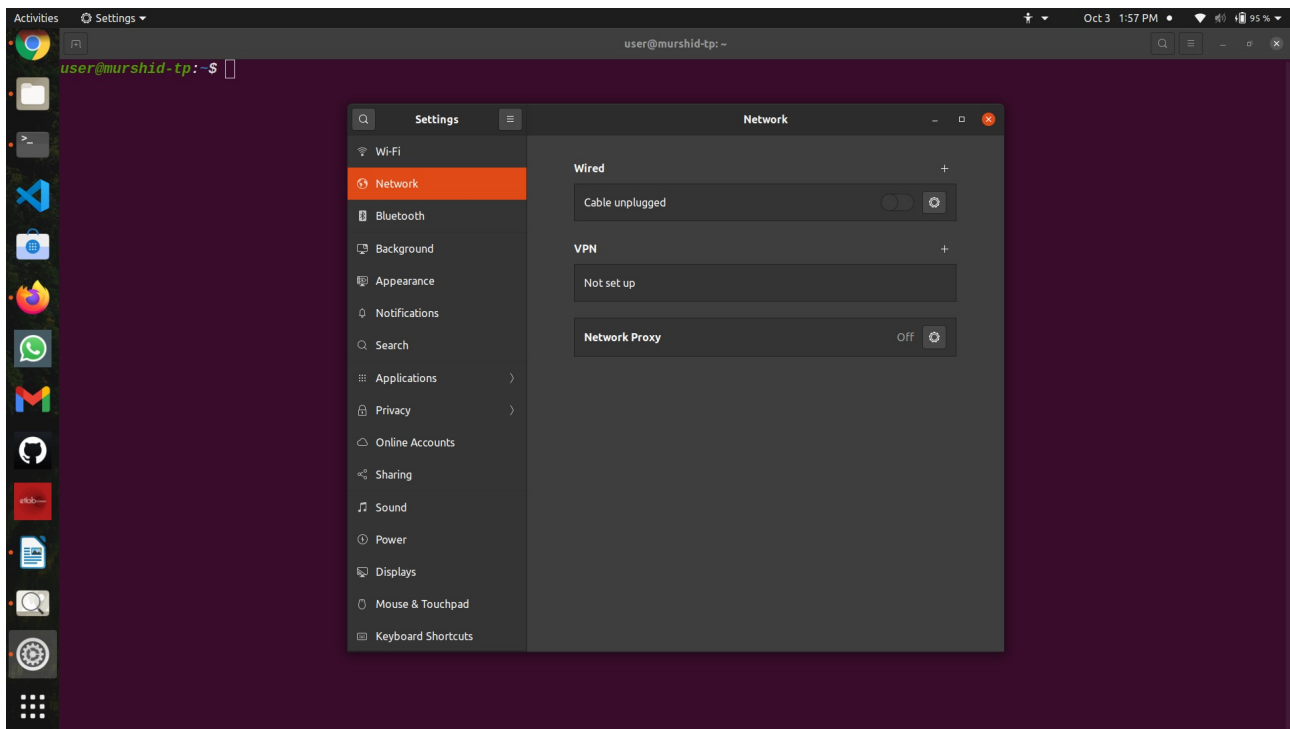 Activities Settings Oct 3 1:57 PM 95 %
user@murshid-tp: ~
user@murshid-tp:~$
Settings
Network
Wi-Fi
Network
Bluetooth
Background
Appearance
Notifications
Search
Applications
Privacy
Online Accounts
Sharing
Sound
Power
Displays
Mouse & Touchpad
Keyboard Shortcuts
Wired
Cable unplugged
VPN
Not set up
Network Proxy Off